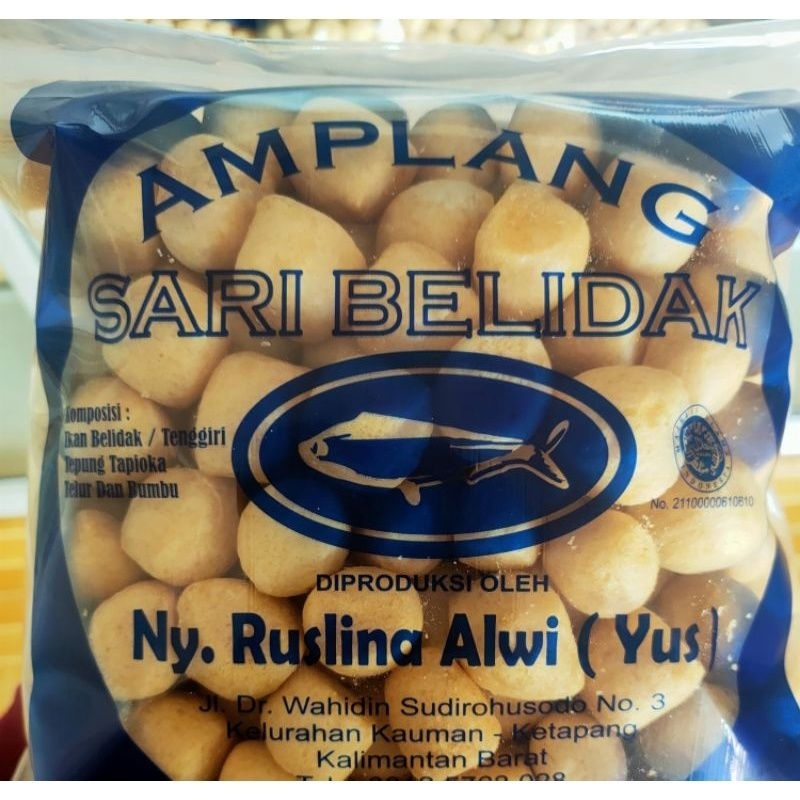 AMPLANG
SARI BELIDAK
Komposisi :
Ikan Belidak / Tenggiri
Tepung Tapioka
Telur Dan Bumbu
INDONESIA
No. 21100000610810
DIPRODUKSI OLEH
Ny. Ruslina Alwi ( Yus )
Jl. Dr. Wahidin Sudirohusodo No. 3
Kelurahan Kauman - Ketapang
Kalimantan Barat